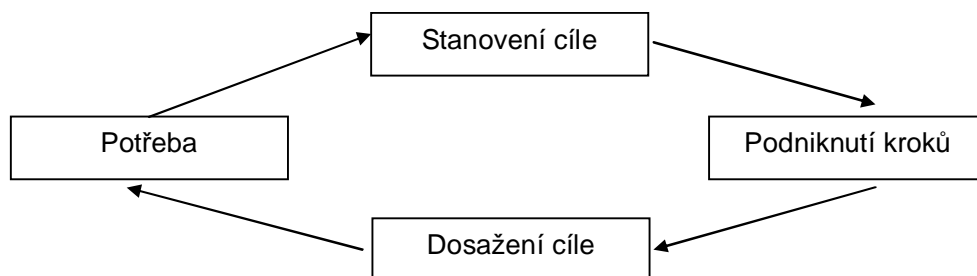 Stanovení cíle
Potřeba
Podniknutí kroků
Dosažení cíle